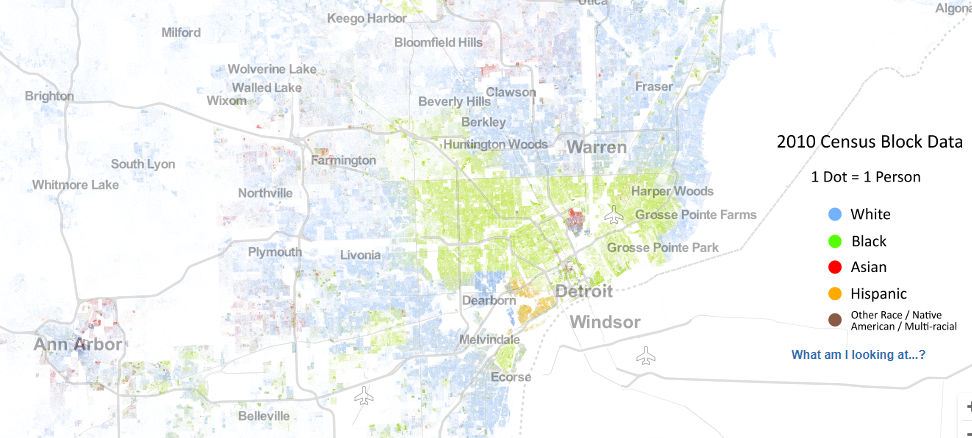 Utica
Algona
Keego Harbor
Milford
Bloomfield Hills
Wolverine Lake
Walled Lake
Clawson
Fraser
Brighton
Wixom
Beverly Hills
Berkley
Huntington Woods
Warren
2010 Census Block Data
South Lyon
Farmington
1 Dot = 1 Person
Whitmore Lake
Northville
Harper Woods
Grosse Pointe Farms
White
Plymouth
Livonia
Grosse Pointe Park
Black
Asian
Dearborn
Detroit
Hispanic
Windsor
Other Race / Native
American / Multi-racial
Ann Arbor
Melvindale
What am I looking at...?
Ecorse
Belleville